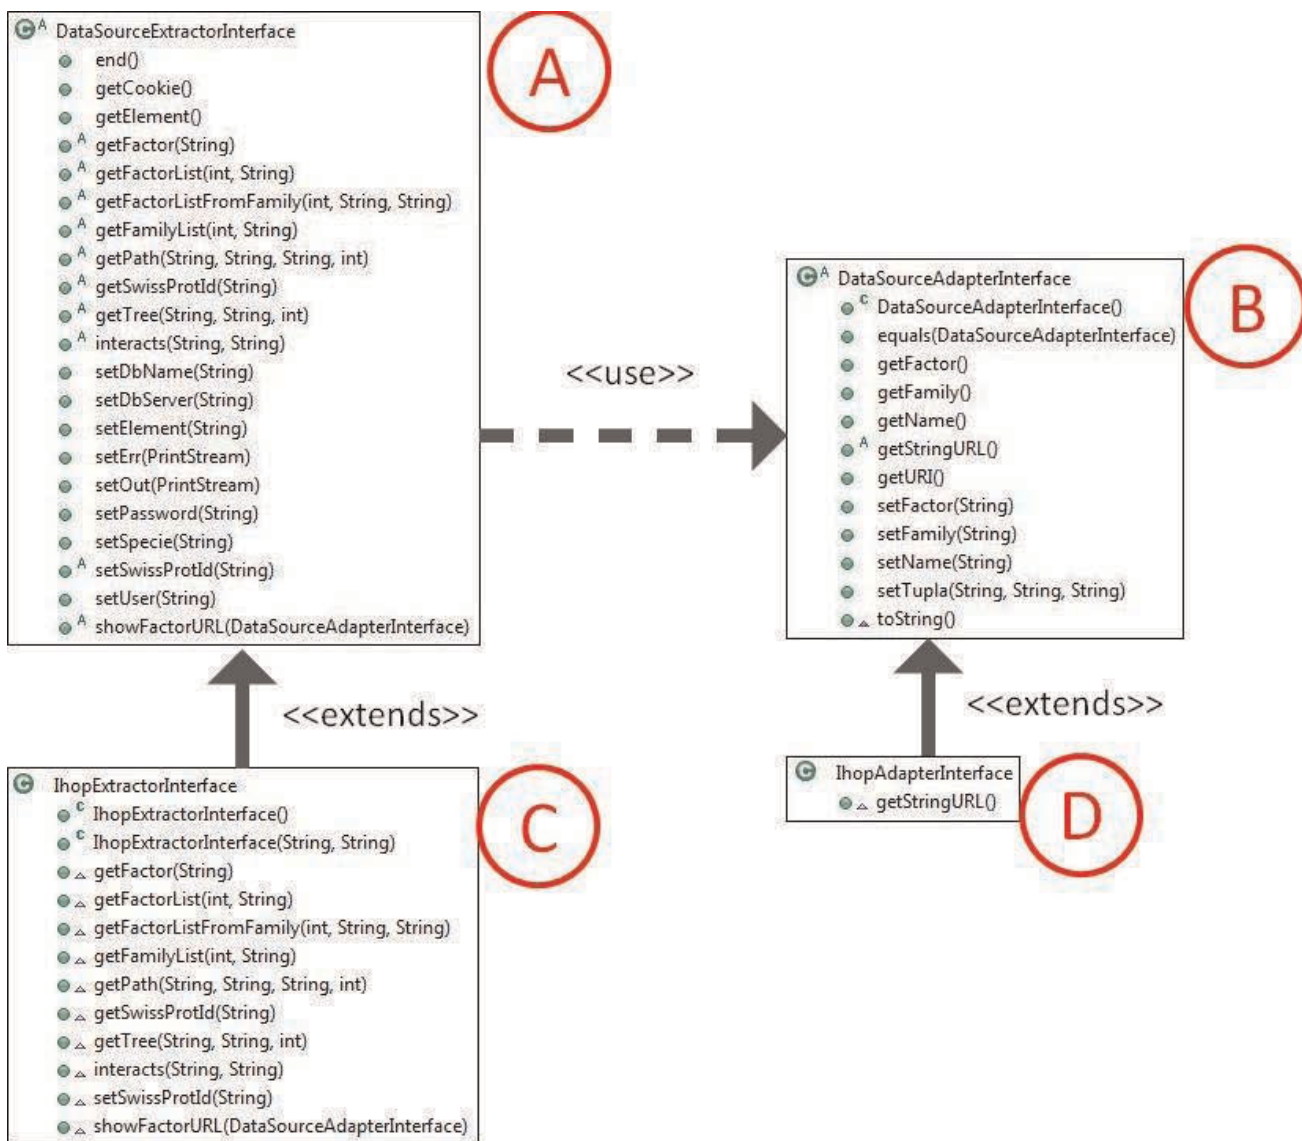 DataSourceExtractorInterface
end()
getCookie()
getElement()
getFactor(String)
getFactorList(int, String)
getFactorListFromFamily(int, String, String)
getFamilyList(int, String)
getPath(String, String, String, int)
getSwissProtId(String)
getTree(String, String, int)
interacts(String, String)
setDbName(String)
setDbServer(String)
setElement(String)
setErr(PrintStream)
setOut(PrintStream)
setPassword(String)
setSpecie(String)
setSwissProtId(String)
setUser(String)
showFactorURL(DataSourceAdapterInterface)
A
<<use>>
DataSourceAdapterInterface
DataSourceAdapterInterface()
equals(DataSourceAdapterInterface)
getFactor()
getFamily()
getName()
getStringURL()
getURI()
setFactor(String)
setFamily(String)
setName(String)
setTupla(String, String, String)
toString()
B
<<extends>>
<<extends>>
IhopExtractorInterface
IhopExtractorInterface()
IhopExtractorInterface(String, String)
getFactor(String)
getFactorList(int, String)
getFactorListFromFamily(int, String, String)
getFamilyList(int, String)
getPath(String, String, String, int)
getSwissProtId(String)
getTree(String, String, int)
interacts(String, String)
setSwissProtId(String)
showFactorURL(DataSourceAdapterInterface)
C
IhopAdapterInterface
getStringURL()
D